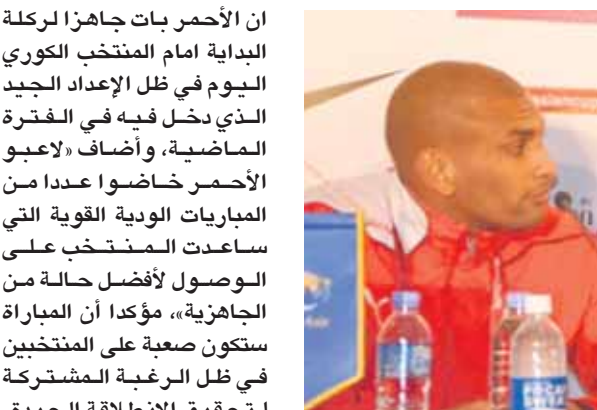 ان الأحمر بات جاهزا لركلة
البداية امام المنتخب الكوري
اليوم في ظل الإعداد الجيد
الذي دخل فيه في الفترة
الماضية، وأضاف «لاعبو
الأحمر خاضوا عددا من
المباريات الودية القوية التي
ساعدت المنتخب على
الوصول لأفضل حالة من
الجاهزية»، مؤكدا أن المباراة
ستكون صعبة على المنتخبين
في ظل الرغبة المشتركة
POCARI
SWEAT